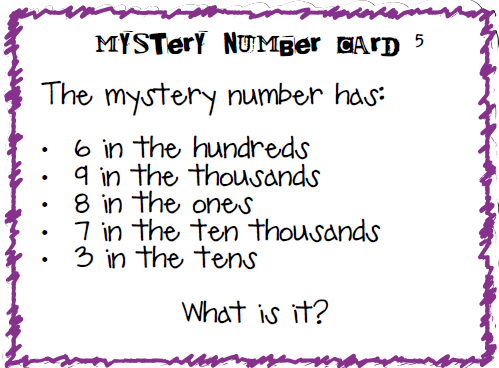 MYSTERY NUMBER CARD 5
The mystery number has:
• 6 in the hundreds
• 9 in the thousands
• 8 in the ones
• 7 in the ten thousands
• 3 in the tens
What is it?